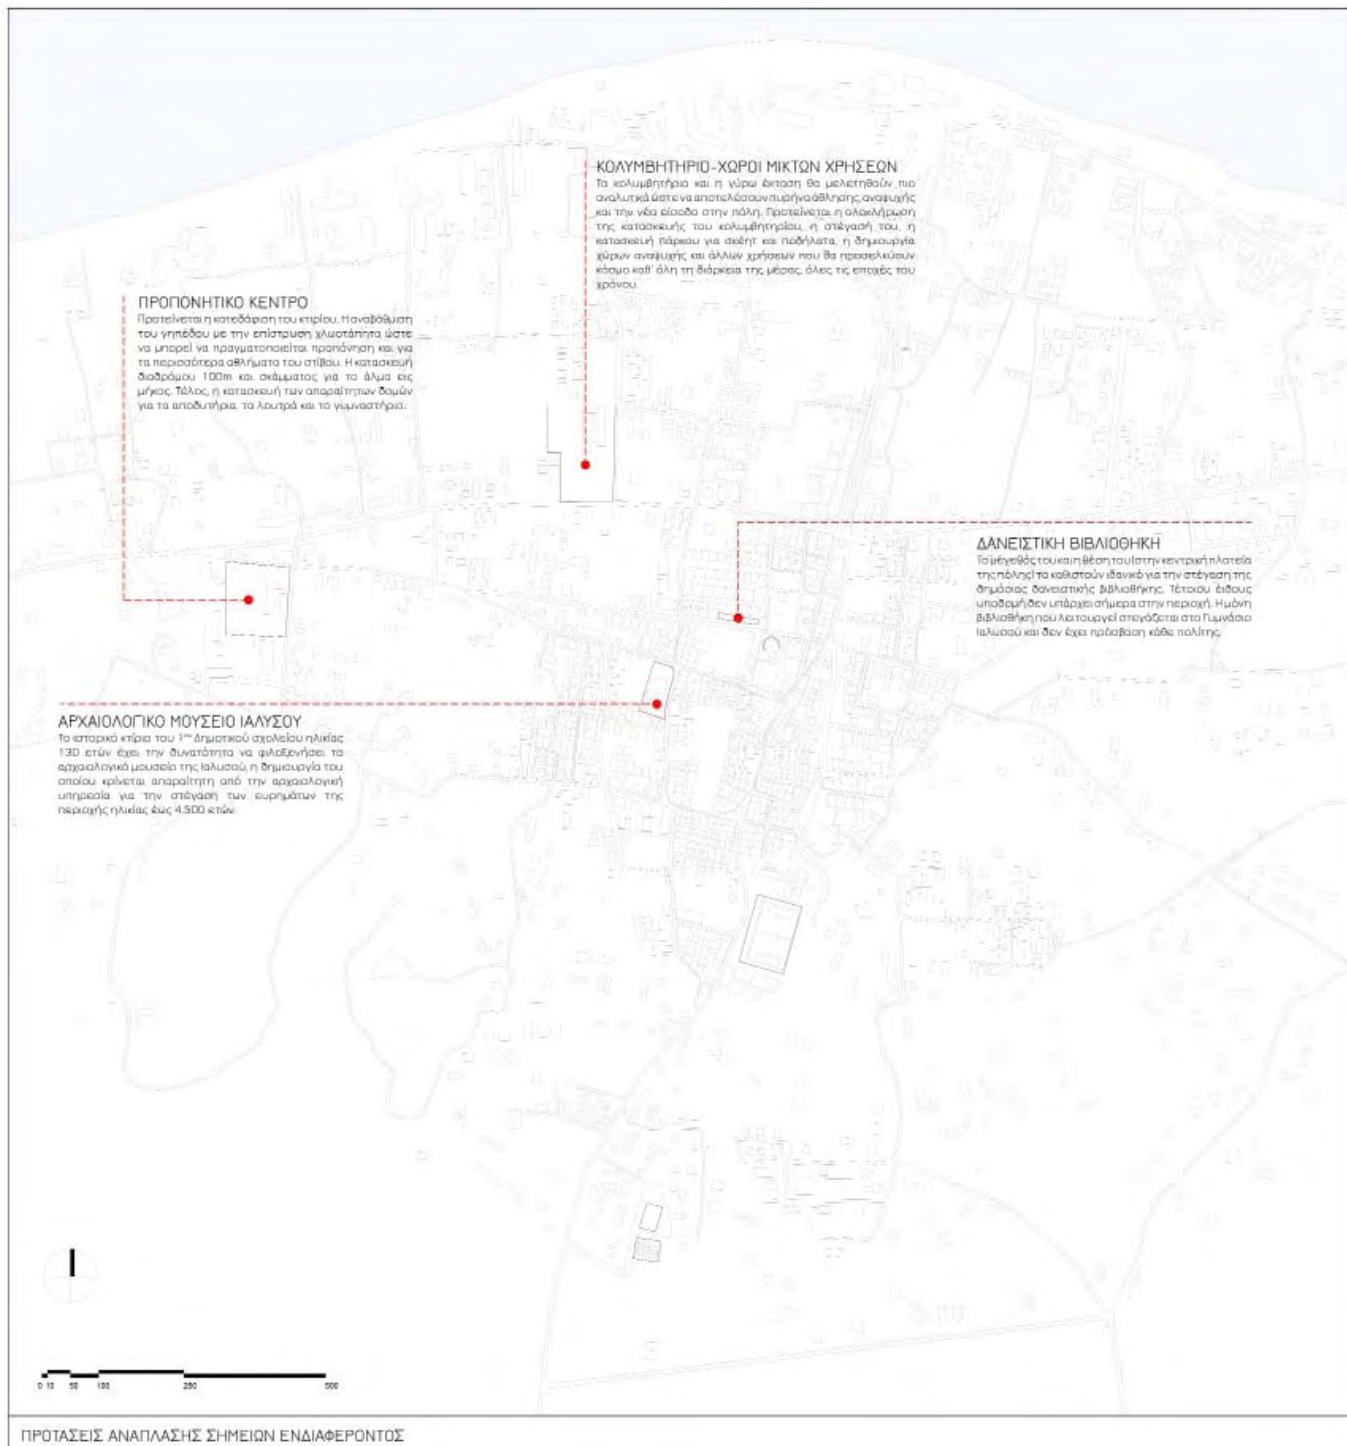 ΚΟΛΥΜΒΗΤΗΡΙΟ-ΧΩΡΟΙ ΜΙΚΤΩΝ ΧΡΗΣΕΩΝ
Το κολυμβητήριο και η γύρω έκταση θα μελετηθούν πιο
αναλυτικά ώστε να αποτελέσουν πυρήνα άθλησης, αναψυχής
και την νέα είσοδο στην πόλη. Προτείνεται η ολοκλήρωση
της κατασκευής του κολυμβητηρίου, η στέγασή του, η
κατασκευή πάρκου για σκέητ και ποδήλατα, η δημιουργία
χώρων αναψυχής και άλλων χρήσεων που θα προσελκύουν
κόσμο καθ' όλη τη διάρκεια της μέρας, όλες τις εποχές του
χρόνου.
ΠΡΟΠΟΝΗΤΙΚΟ ΚΕΝΤΡΟ
Προτείνεται η κατεδάφιση του κτιρίου. Η αναβάθμιση
του γηπέδου με την επίστρωση χλωοτάπητα ώστε
να μπορεί να πραγματοποιείται προπόνηση και για
τα περισσότερα αθλήματα του στίβου. Η κατασκευή
διαδρόμου 100m και σκάμματος για το άλμα εις
μήκος. Τέλος, η κατασκευή των απαραίτητων δομών
για τα αποδυτήρια, τα λουτρά και το γυμναστήριο.
ΔΑΝΕΙΣΤΙΚΗ ΒΙΒΛΙΟΘΗΚΗ
Το μέγεθός του και η θέση του (στην κεντρική πλατεία
της πόλης) το καθιστούν ιδανικό για την στέγαση της
δημόσιας δανειστικής βιβλιοθήκης. Τέτοιου είδους
υποδομή δεν υπάρχει σήμερα στην περιοχή. Η μόνη
βιβλιοθήκη που λειτουργεί στεγάζεται στο Γυμνάσιο
Ιαλυσού και δεν έχει πρόσβαση κάθε πολίτης.
ΑΡΧΑΙΟΛΟΓΙΚΟ ΜΟΥΣΕΙΟ ΙΑΛΥΣΟΥ
Το ιστορικό κτίριο του 1ου Δημοτικού σχολείου ηλικίας
130 ετών έχει την δυνατότητα να φιλοξενήσει το
αρχαιολογικό μουσείο της Ιαλυσού, η δημιουργία του
οποίου κρίνεται απαραίτητη από την αρχαιολογική
υπηρεσία για την στέγαση των ευρημάτων της
περιοχής ηλικίας έως 4.500 ετών.
0 10 50 100 250 500
ΠΡΟΤΑΣΕΙΣ ΑΝΑΠΛΑΣΗΣ ΣΗΜΕΙΩΝ ΕΝΔΙΑΦΕΡΟΝΤΟΣ